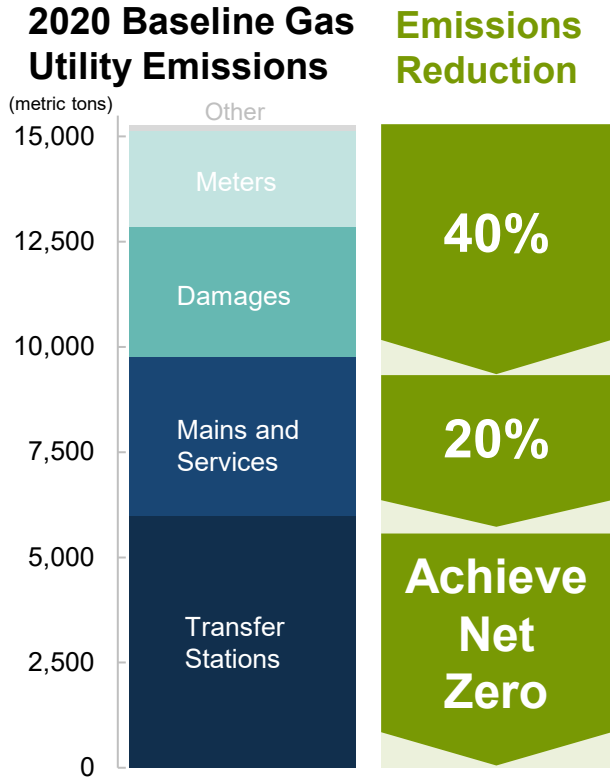 2020 Baseline Gas
Utility Emissions
(metric tons)
Emissions
Reduction
15,000
12,500
10,000
7,500
5,000
2,500
0
Other
Meters
Damages
Mains and
Services
Transfer
Stations
40%
20%
Achieve
Net
Zero